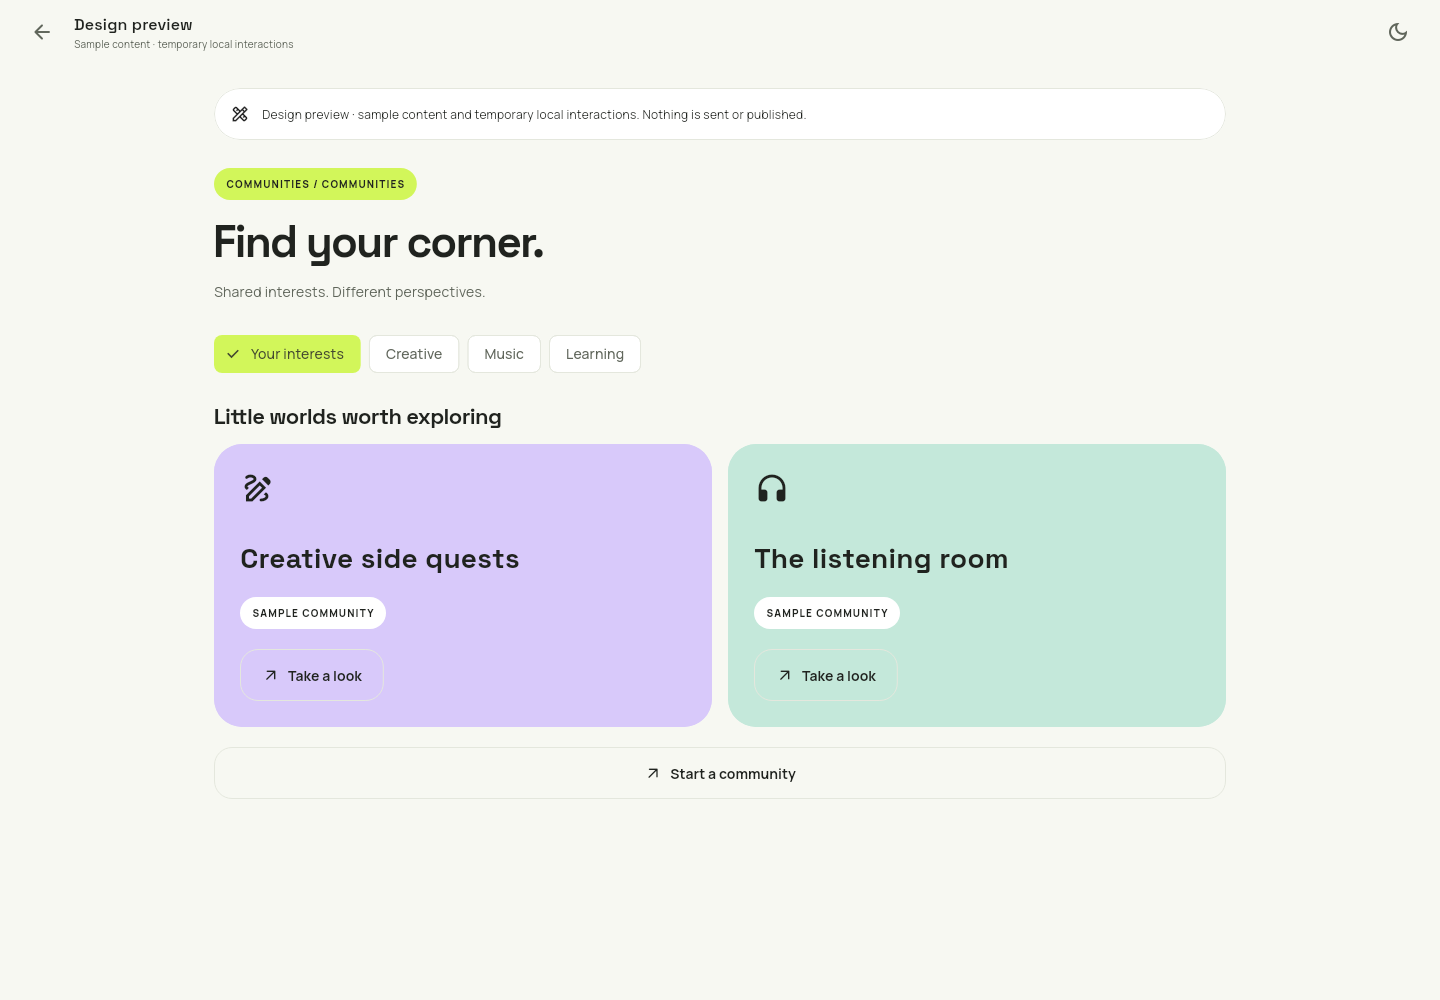 Design preview
Sample content · temporary local interactions
Design preview · sample content and temporary local interactions. Nothing is sent or published.
COMMUNITIES / COMMUNITIES
Find your corner.
Shared interests. Different perspectives.
Your interests
Creative
Music
Learning
Little worlds worth exploring
Creative side quests
SAMPLE COMMUNITY
Take a look
The listening room
SAMPLE COMMUNITY
Take a look
Start a community